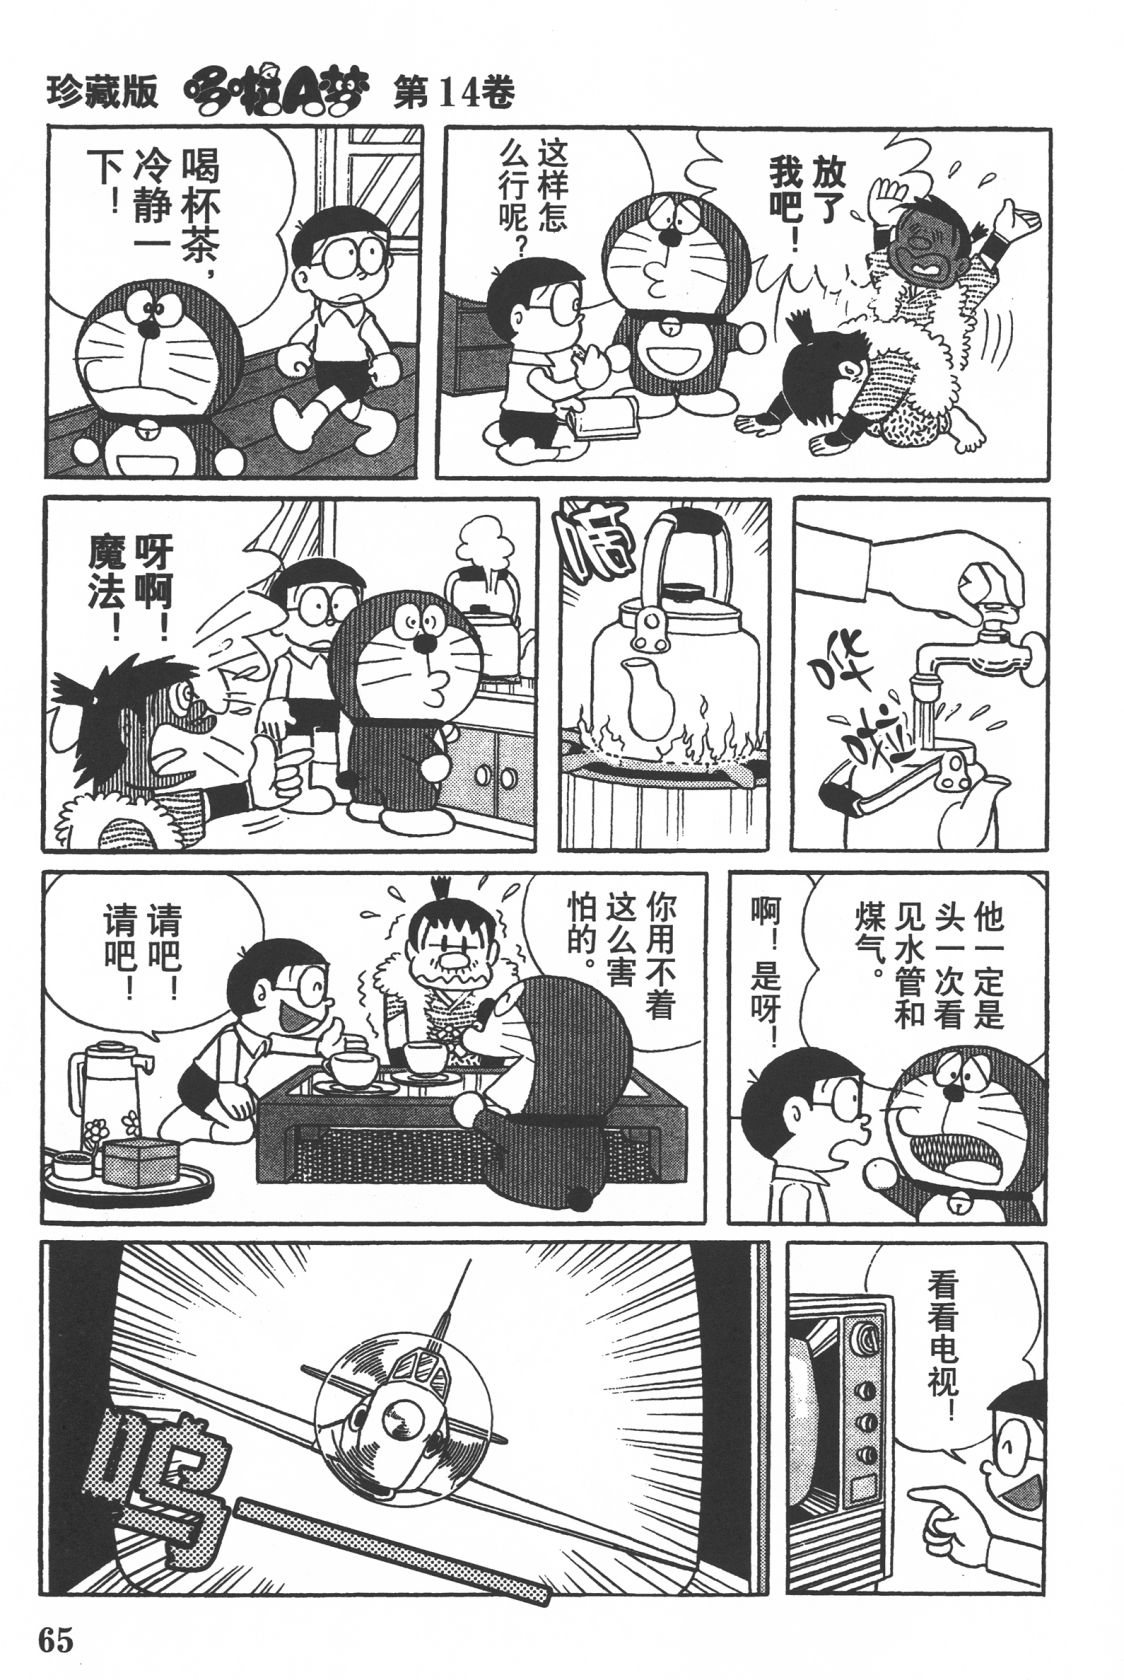 珍藏版 哆啦A梦 第14卷
放了
我吧！
这样怎
么行呢？
喝杯茶，
冷静一
下！
哗
啦
嘭
呀啊！
魔法！
他一定是
头一次看
见水管和
煤气。
啊！是呀！
你用不着
这么害
怕的。
请吧！
请吧！
看看电视！
呜
65